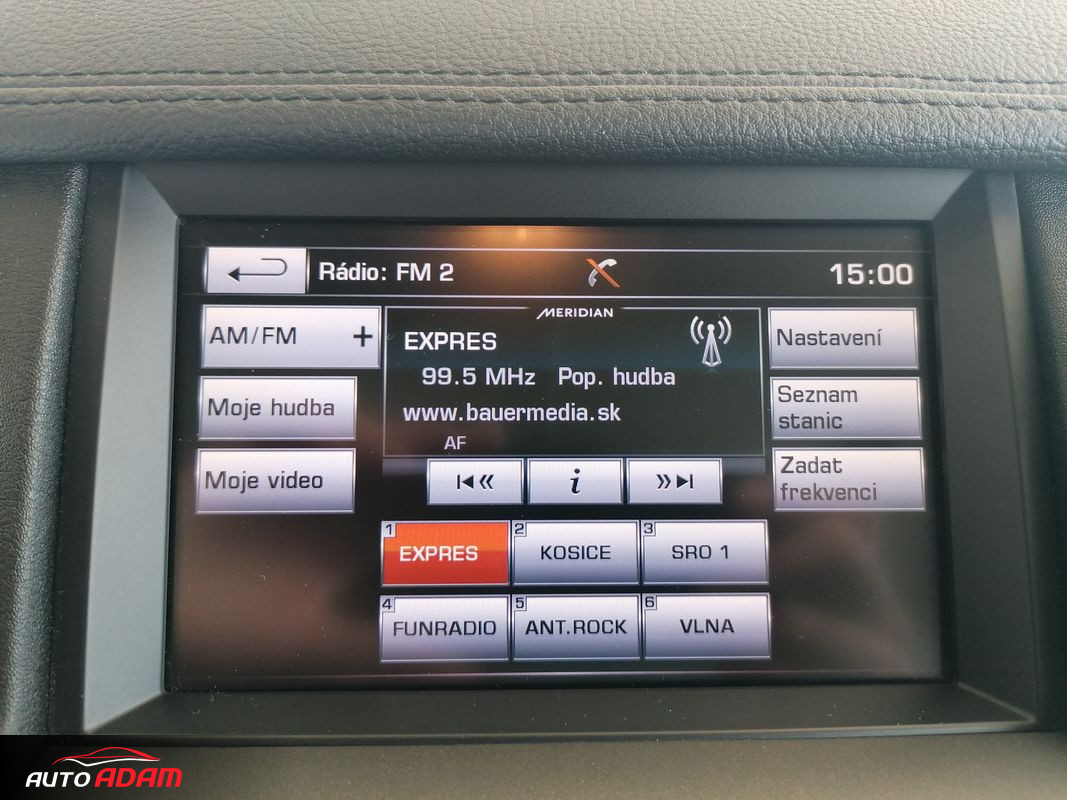 Rádio: FM 2
15:00
AM/FM +
MERIDIAN
EXPRES
99.5 MHz Pop. hudba
www.bauermedia.sk
AF
Nastavení
Moje hudba
Seznam
stanic
Moje video
Zadat
frekvenci
i
1 EXPRES
2 KOSICE
3 SRO 1
4 FUNRADIO
5 ANT.ROCK
6 VLNA
AUTO ADAM